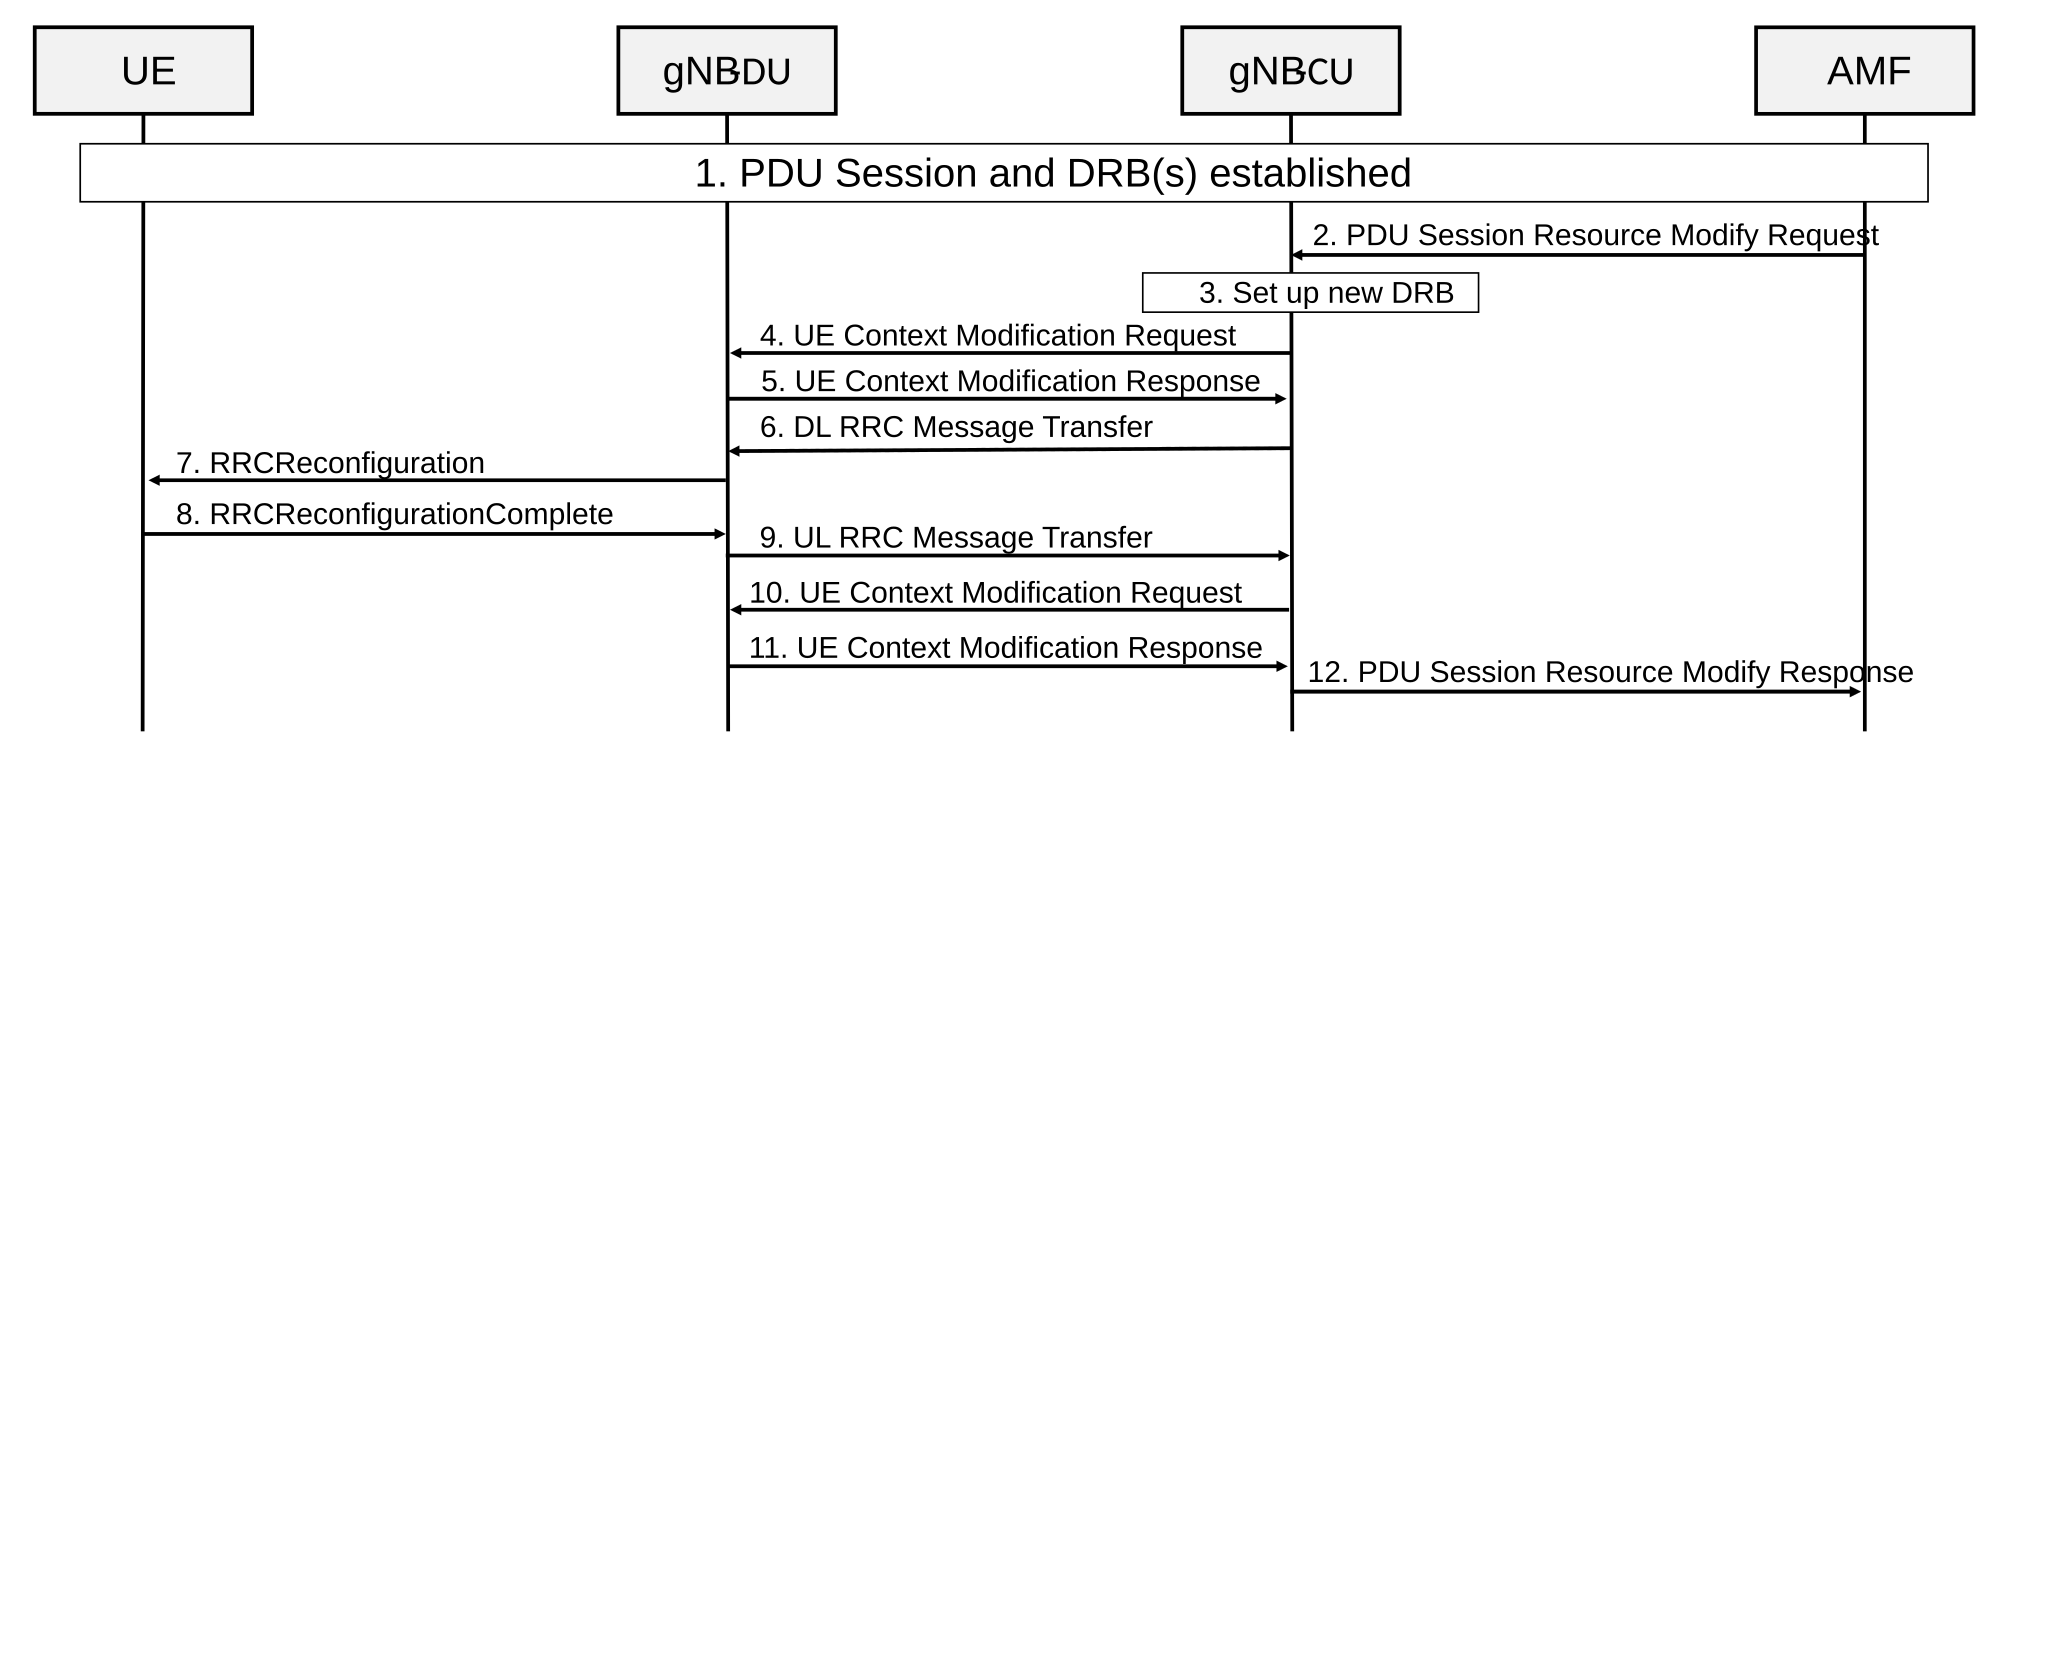 UE
gNB-DU
gNB-CU
AMF
1. PDU Session and DRB(s) established
2. PDU Session Resource Modify Request
3. Set up new DRB
4. UE Context Modification Request
5. UE Context Modification Response
6. DL RRC Message Transfer
7. RRCReconfiguration
8. RRCReconfigurationComplete
9. UL RRC Message Transfer
10. UE Context Modification Request
11. UE Context Modification Response
12. PDU Session Resource Modify Response